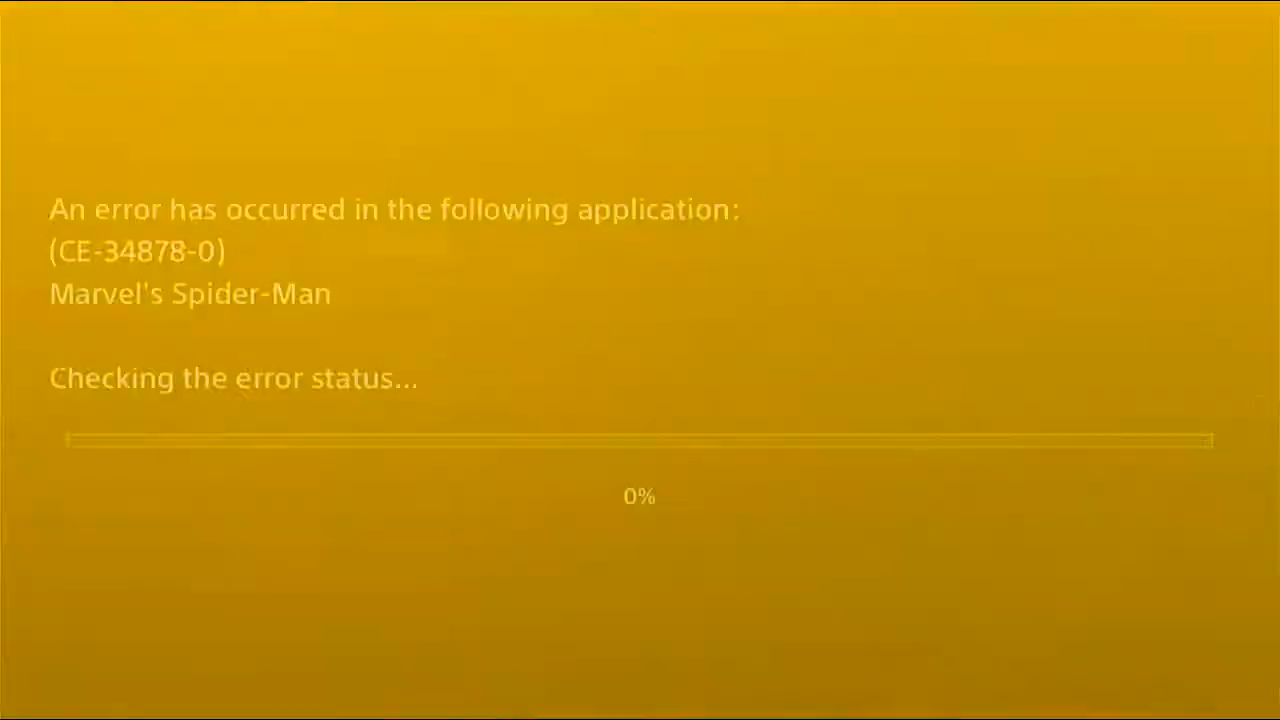 An error has occurred in the following application:
(CE-34878-0)
Marvel's Spider-Man
Checking the error status...
0%